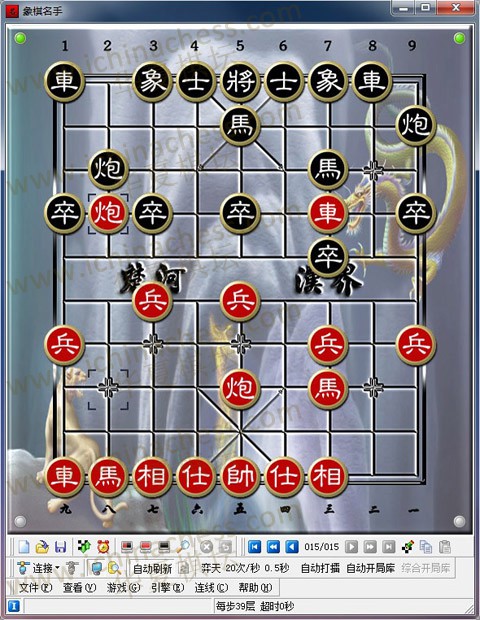 象棋名手
1 2 3 4 5 6 7 8 9
車 象 士 將 士 象 車
馬 炮
炮 馬
卒 炮 卒 卒 車 卒
卒
楚河 漢界
兵 兵
兵 兵 兵
炮 馬
車 馬 相 仕 帥 仕 相
九 八 七 六 五 四 三 二 一
015/015
连接 自动刷新 弈天 20次/秒 0.5秒 自动打擂 自动开局库 综合开局库
文件(F) 查看(V) 游戏(G) 引擎(E) 连线(C) 帮助(H)
每步39层 超时0秒
www.ichinachess.com